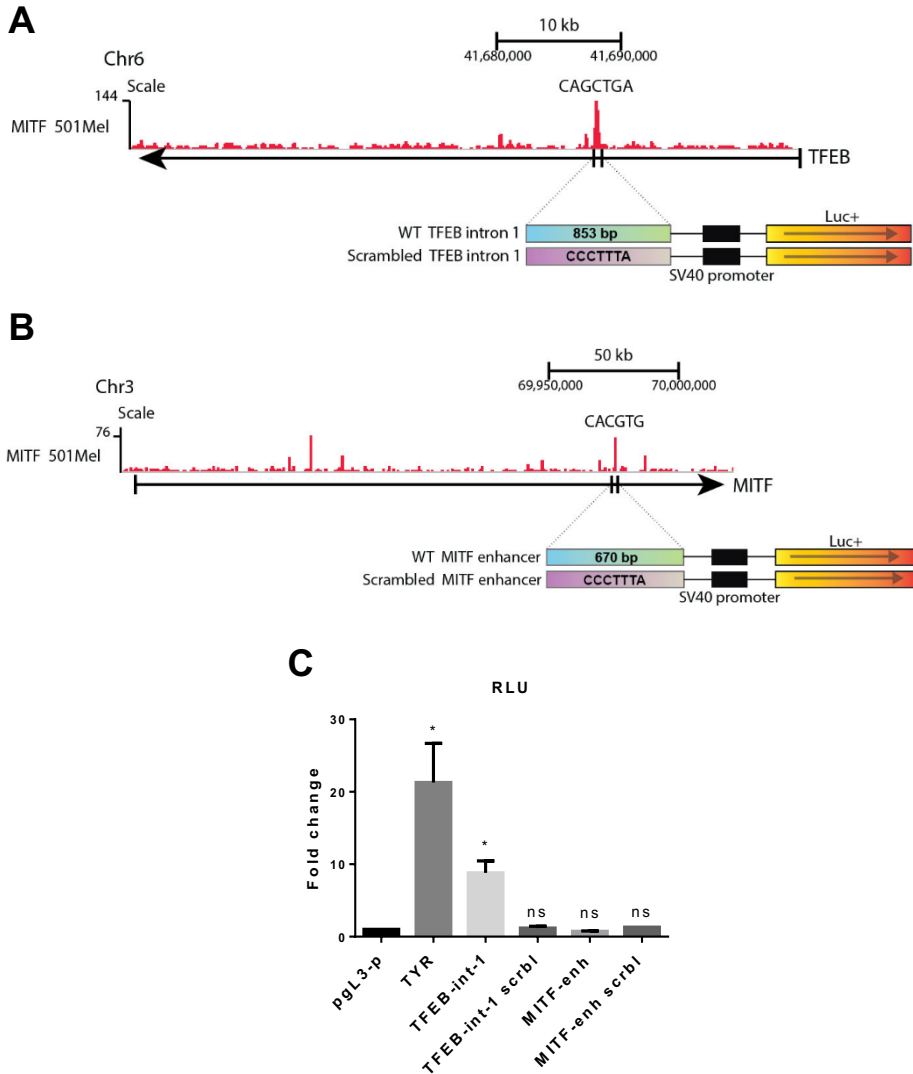 A
10 kb
41,680,000 41,690,000
Chr6
Scale
144
CAGCTGA
MITF 501Mel
TFEB
Luc+
WT TFEB intron 1 853 bp
Scrambled TFEB intron 1 CCCTTTA
SV40 promoter
B
50 kb
69,950,000 70,000,000
Chr3
Scale
76
CACGTG
MITF 501Mel
MITF
Luc+
WT MITF enhancer 670 bp
Scrambled MITF enhancer CCCTTTA
SV40 promoter
C
RLU
Fold change
30
20
10
0
*
*
ns ns ns
pgL3-p
TYR
TFEB-int-1
TFEB-int-1 scrbl
MITF-enh
MITF-enh scrbl